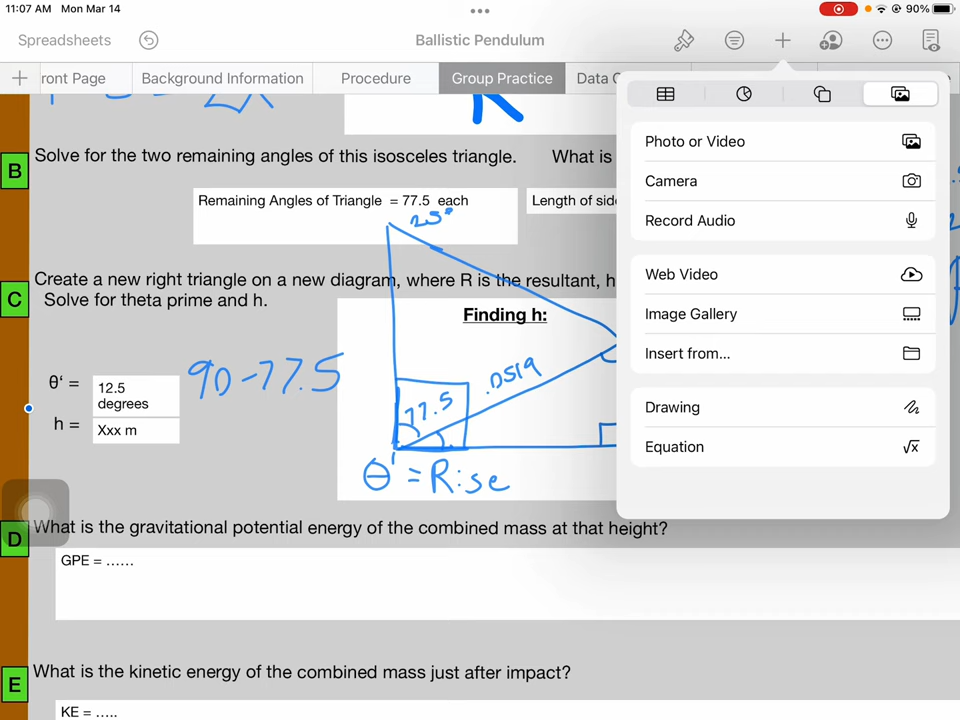 11:07 AM Mon Mar 14
90%
Spreadsheets
Ballistic Pendulum
ront Page
Background Information
Procedure
Group Practice
Data C
B
Solve for the two remaining angles of this isosceles triangle. What is
Remaining Angles of Triangle = 77.5 each
Length of side
25°
C
Create a new right triangle on a new diagram, where R is the resultant, h
Solve for theta prime and h.
Finding h:
θ‘ =
12.5
degrees
90-77.5
.0519
77.5
h =
Xxx m
θ' = Rise
D
What is the gravitational potential energy of the combined mass at that height?
GPE = ......
E
What is the kinetic energy of the combined mass just after impact?
KE = .....
Photo or Video
Camera
Record Audio
Web Video
Image Gallery
Insert from...
Drawing
Equation